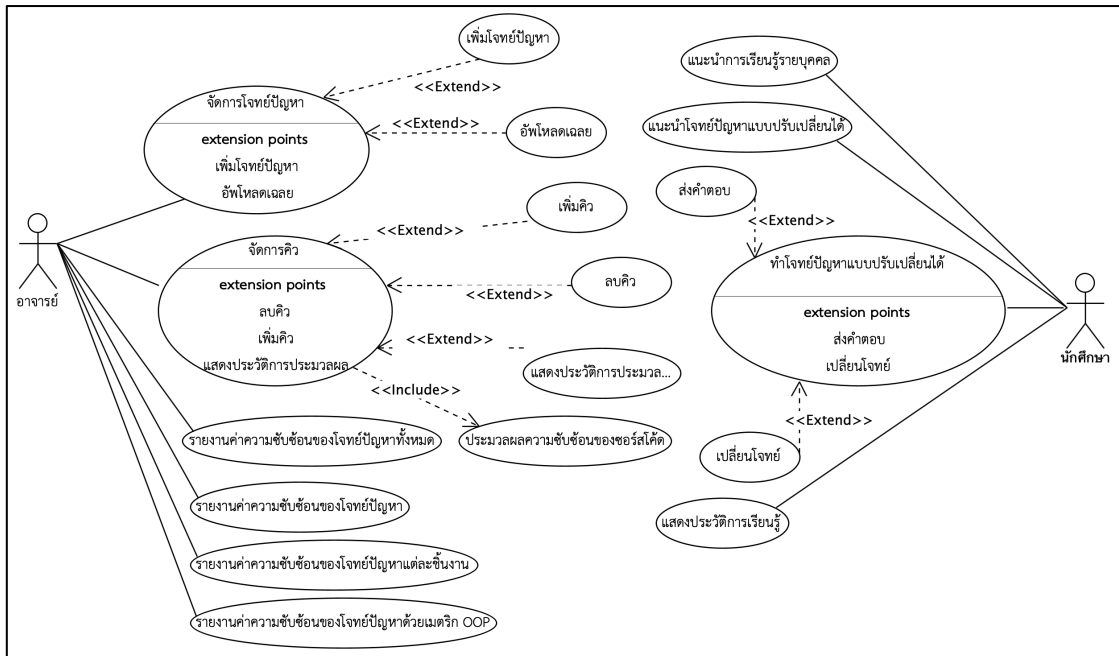 เพิ่มโจทย์ปัญหา
<<Extend>>
จัดการโจทย์ปัญหา
extension points
เพิ่มโจทย์ปัญหา
อัพโหลดเฉลย
<<Extend>>
อัพโหลดเฉลย
เพิ่มคิว
<<Extend>>
จัดการคิว
extension points
ลบคิว
เพิ่มคิว
แสดงประวัติการประมวลผล
ลบคิว
<<Extend>>
<<Extend>>
แสดงประวัติการประมวล...
<<Include>>
ประมวลผลความซับซ้อนของซอร์สโค้ด
อาจารย์
รายงานค่าความซับซ้อนของโจทย์ปัญหาทั้งหมด
รายงานค่าความซับซ้อนของโจทย์ปัญหา
รายงานค่าความซับซ้อนของโจทย์ปัญหาแต่ละชิ้นงาน
รายงานค่าความซับซ้อนของโจทย์ปัญหาด้วยเมตริก OOP
แนะนำการเรียนรู้รายบุคคล
แนะนำโจทย์ปัญหาแบบปรับเปลี่ยนได้
ส่งคำตอบ
<<Extend>>
ทำโจทย์ปัญหาแบบปรับเปลี่ยนได้
extension points
ส่งคำตอบ
เปลี่ยนโจทย์
<<Extend>>
เปลี่ยนโจทย์
แสดงประวัติการเรียนรู้
นักศึกษา